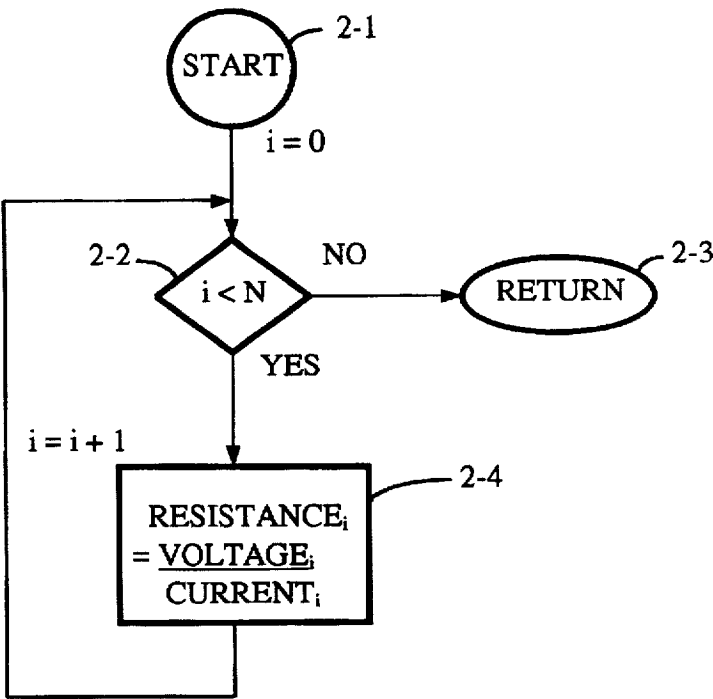 2-1
START
i = 0
2-2
NO
2-3
i < N
RETURN
YES
i = i + 1
2-4
RESISTANCEᵢ
= VOLTAGEᵢ
CURRENTᵢ